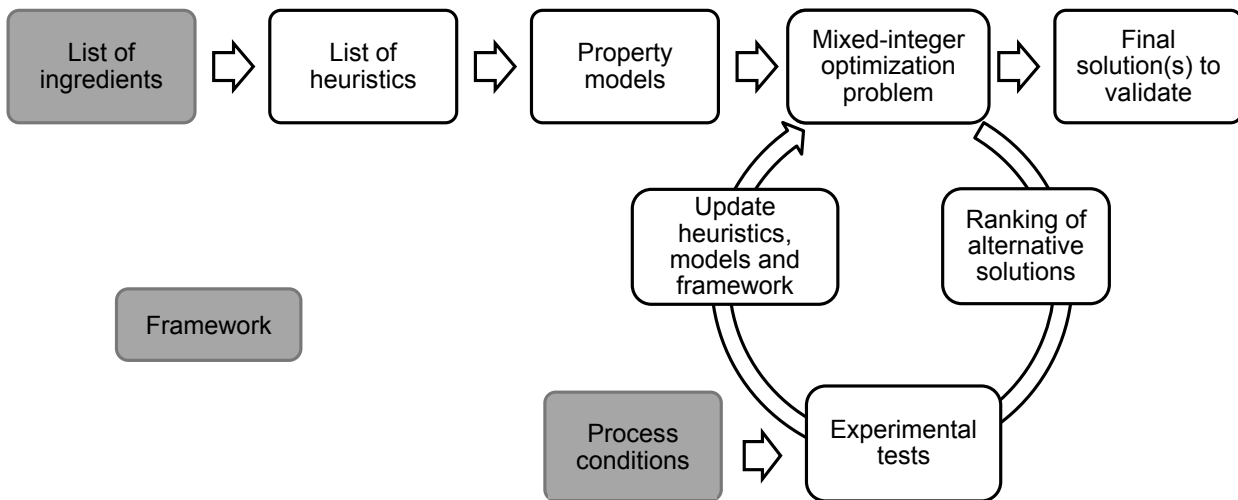 List of
ingredients
List of
heuristics
Property
models
Mixed-integer
optimization
problem
Final
solution(s) to
validate
Update
heuristics,
models and
framework
Ranking of
alternative
solutions
Framework
Process
conditions
Experimental
tests